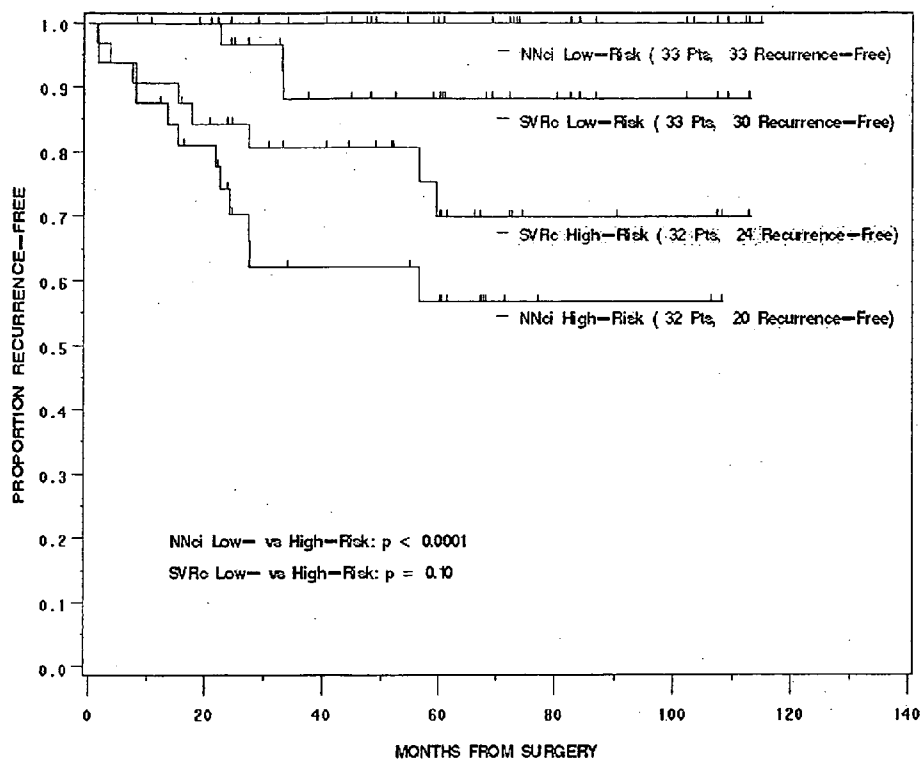 PROPORTION RECURRENCE-FREE
1.0
0.9
0.8
0.7
0.6
0.5
0.4
0.3
0.2
0.1
0.0
NNci Low-Risk ( 33 Pts, 33 Recurrence-Free)
SVRc Low-Risk ( 33 Pts, 30 Recurrence-Free)
SVRc High-Risk ( 32 Pts, 24 Recurrence-Free)
NNci High-Risk ( 32 Pts, 20 Recurrence-Free)
NNci Low- vs High-Risk: p < 0.0001
SVRc Low- vs High-Risk: p = 0.10
0 20 40 60 80 100 120 140
MONTHS FROM SURGERY